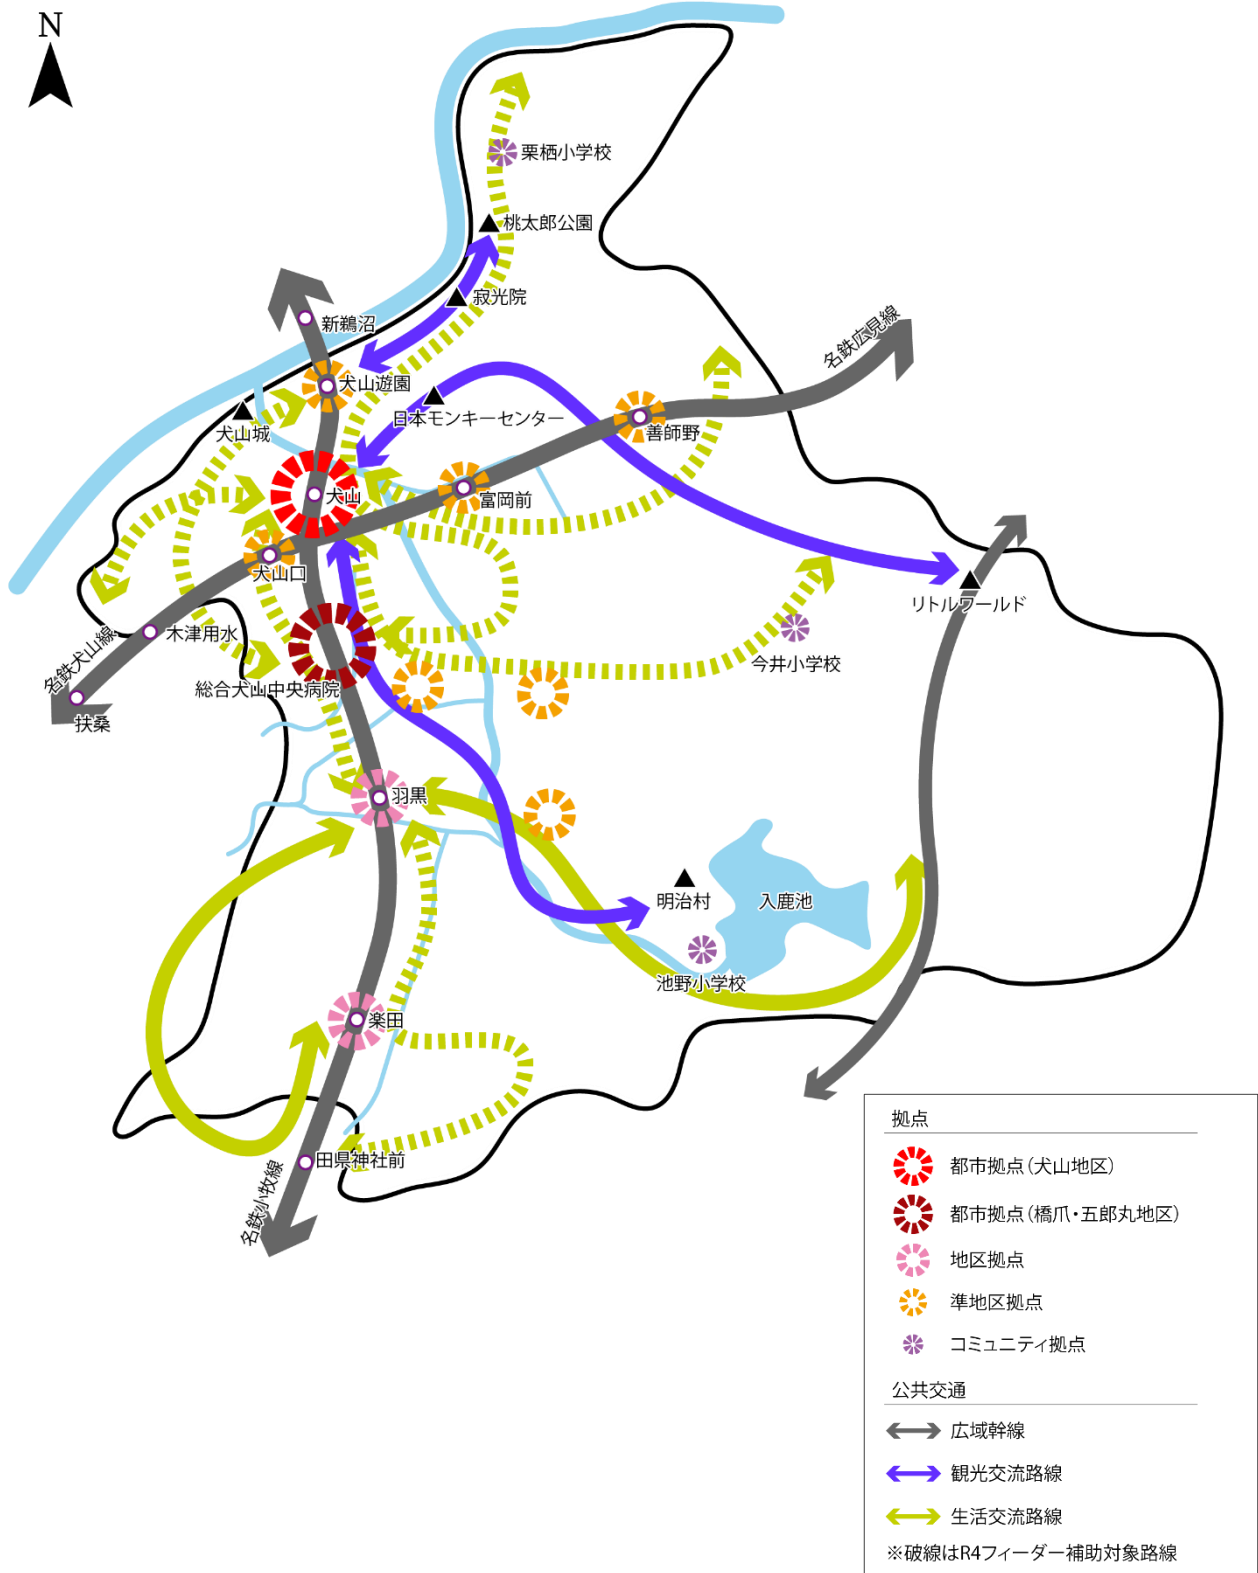 N
栗栖小学校
桃太郎公園
寂光院
新鵜沼
名鉄広見線
犬山遊園
日本モンキーセンター
犬山城
善師野
犬山
富岡前
犬山口
リトルワールド
木津用水
名鉄犬山線
今井小学校
総合犬山中央病院
扶桑
羽黒
明治村
入鹿池
池野小学校
楽田
田県神社前
名鉄小牧線
拠点
都市拠点(犬山地区)
都市拠点(橋爪・五郎丸地区)
地区拠点
準地区拠点
コミュニティ拠点
公共交通
広域幹線
観光交流路線
生活交流路線
※破線はR4フィーダー補助対象路線